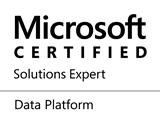 Microsoft
CERTIFIED
Solutions Expert
Data Platform